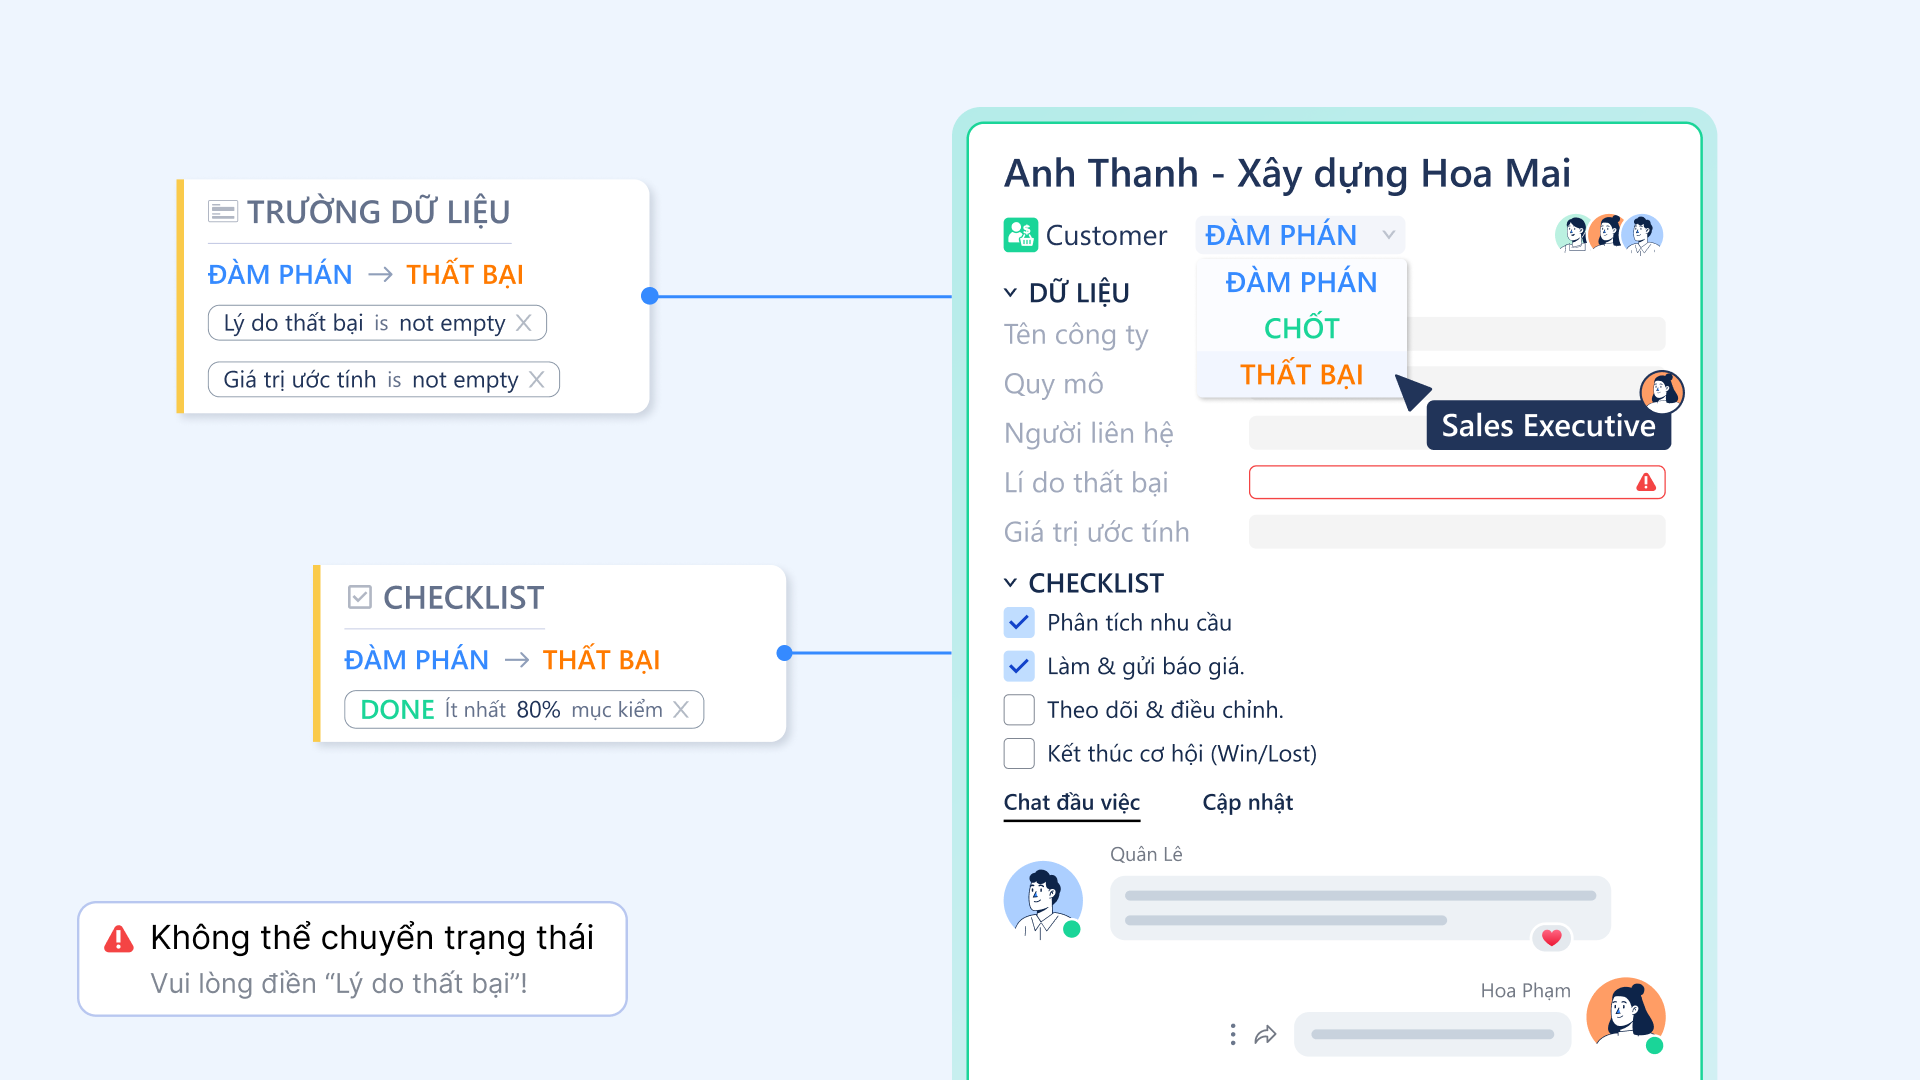 TRƯỜNG DỮ LIỆU
ĐÀM PHÁN → THẤT BẠI
Lý do thất bại is not empty X
Giá trị ước tính is not empty X
CHECKLIST
ĐÀM PHÁN → THẤT BẠI
DONE Ít nhất 80% mục kiểm X
Không thể chuyển trạng thái
Vui lòng điền “Lý do thất bại”!
Anh Thanh - Xây dựng Hoa Mai
Customer ĐÀM PHÁN
ĐÀM PHÁN
CHỐT
THẤT BẠI
Sales Executive
DỮ LIỆU
Tên công ty
Quy mô
Người liên hệ
Lí do thất bại
Giá trị ước tính
CHECKLIST
Phân tích nhu cầu
Làm & gửi báo giá.
Theo dõi & điều chỉnh.
Kết thúc cơ hội (Win/Lost)
Chat đầu việc Cập nhật
Quân Lê
Hoa Phạm